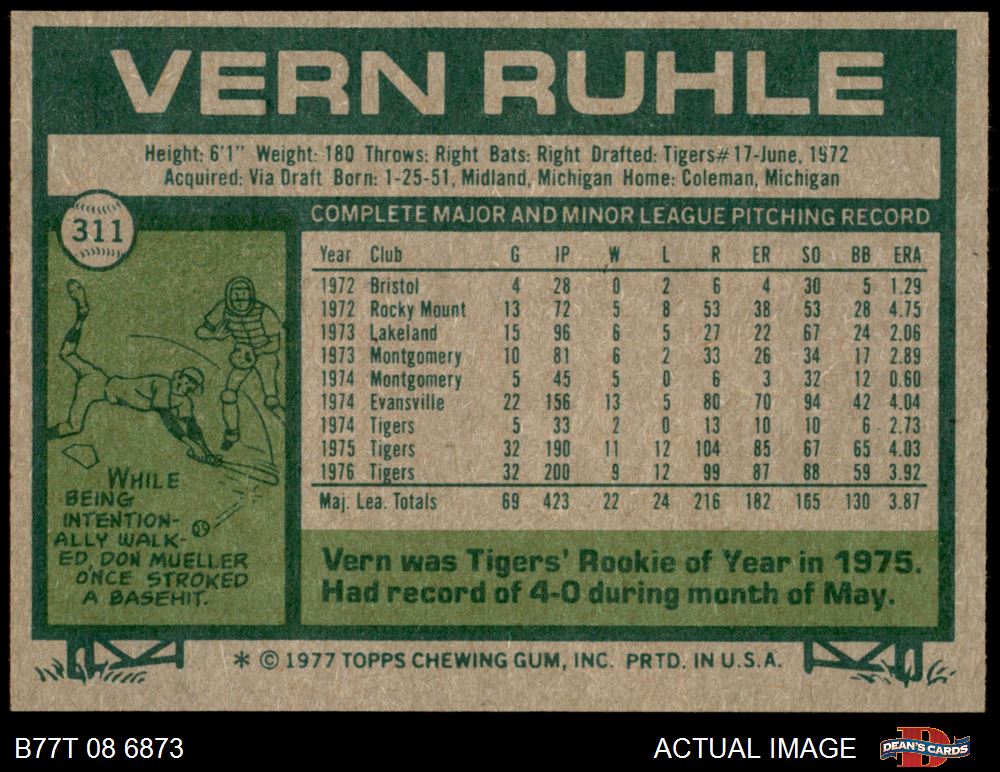 VERN RUHLE
Height: 6'1" Weight: 180 Throws: Right Bats: Right Drafted: Tigers#17-June, 1972
Acquired: Via Draft Born: 1-25-51, Midland, Michigan Home: Coleman, Michigan
311
COMPLETE MAJOR AND MINOR LEAGUE PITCHING RECORD
Year Club G IP W L R ER SO BB ERA
1972 Bristol 4 28 0 2 6 4 30 5 1.29
1972 Rocky Mount 13 72 5 8 53 38 53 28 4.75
1973 Lakeland 15 96 6 5 27 22 67 24 2.06
1973 Montgomery 10 81 6 2 33 26 34 17 2.89
1974 Montgomery 5 45 5 0 6 3 32 12 0.60
1974 Evansville 22 156 13 5 80 70 94 42 4.04
1974 Tigers 5 33 2 0 13 10 10 6 2.73
1975 Tigers 32 190 11 12 104 85 67 65 4.03
1976 Tigers 32 200 9 12 99 87 88 59 3.92
Maj. Lea. Totals 69 423 22 24 216 182 165 130 3.87
WHILE
BEING
INTENTION-
ALLY WALK-
ED, DON MUELLER
ONCE STROKED
A BASEHIT.
Vern was Tigers' Rookie of Year in 1975.
Had record of 4-0 during month of May.
* © 1977 TOPPS CHEWING GUM, INC. PRTD. IN U.S.A.
B77T 08 6873
ACTUAL IMAGE
DEAN'S CARDS